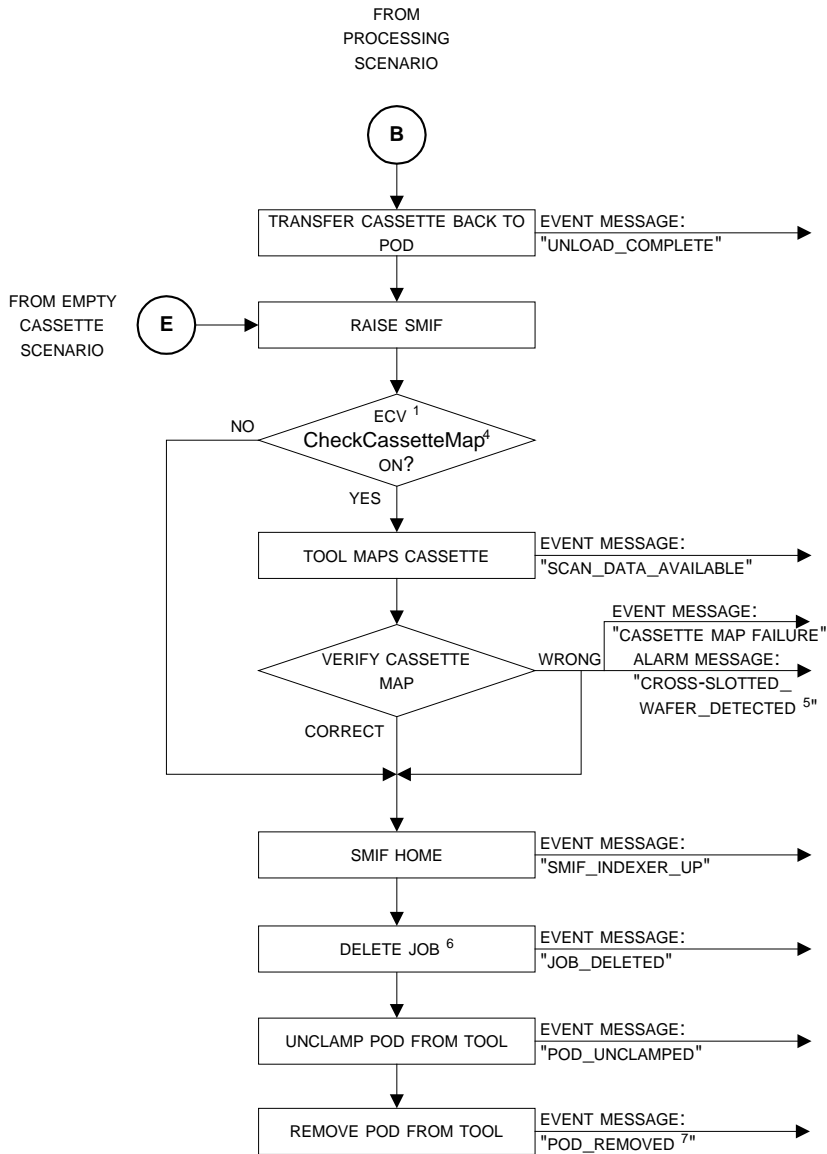 FROM
PROCESSING
SCENARIO
B
TRANSFER CASSETTE BACK TO
POD
EVENT MESSAGE:
"UNLOAD_COMPLETE"
FROM EMPTY
CASSETTE
SCENARIO
E
RAISE SMIF
ECV 1
CheckCassetteMap4
ON?
NO
YES
TOOL MAPS CASSETTE
EVENT MESSAGE:
"SCAN_DATA_AVAILABLE"
VERIFY CASSETTE
MAP
WRONG
EVENT MESSAGE:
"CASSETTE MAP FAILURE"
ALARM MESSAGE:
"CROSS-SLOTTED_
WAFER_DETECTED 5"
CORRECT
SMIF HOME
EVENT MESSAGE:
"SMIF_INDEXER_UP"
DELETE JOB 6
EVENT MESSAGE:
"JOB_DELETED"
UNCLAMP POD FROM TOOL
EVENT MESSAGE:
"POD_UNCLAMPED"
REMOVE POD FROM TOOL
EVENT MESSAGE:
"POD_REMOVED 7"